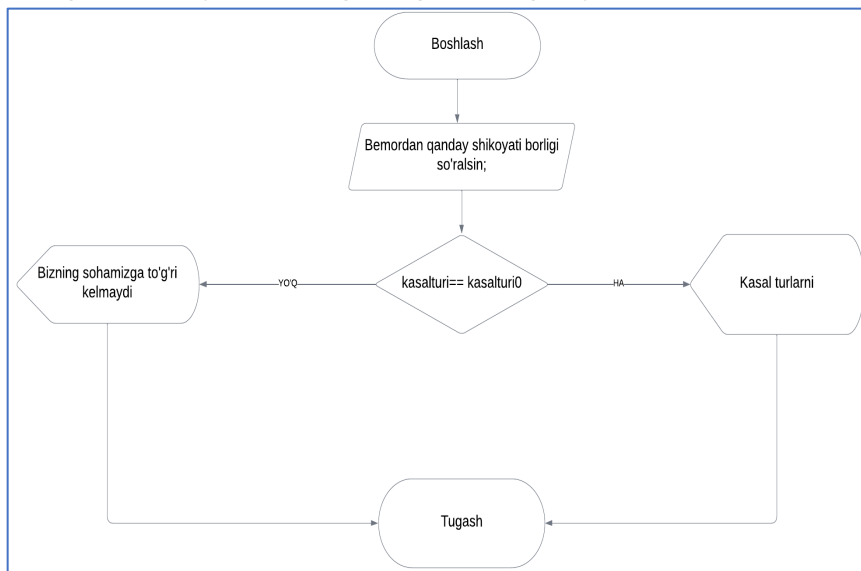 Boshlash
Bemordan qanday shikoyati borligi
so'ralsin;
Bizning sohamizga to'g'ri
kelmaydi
YO'Q
kasalturi== kasalturi0
HA
Kasal turlarni
Tugash